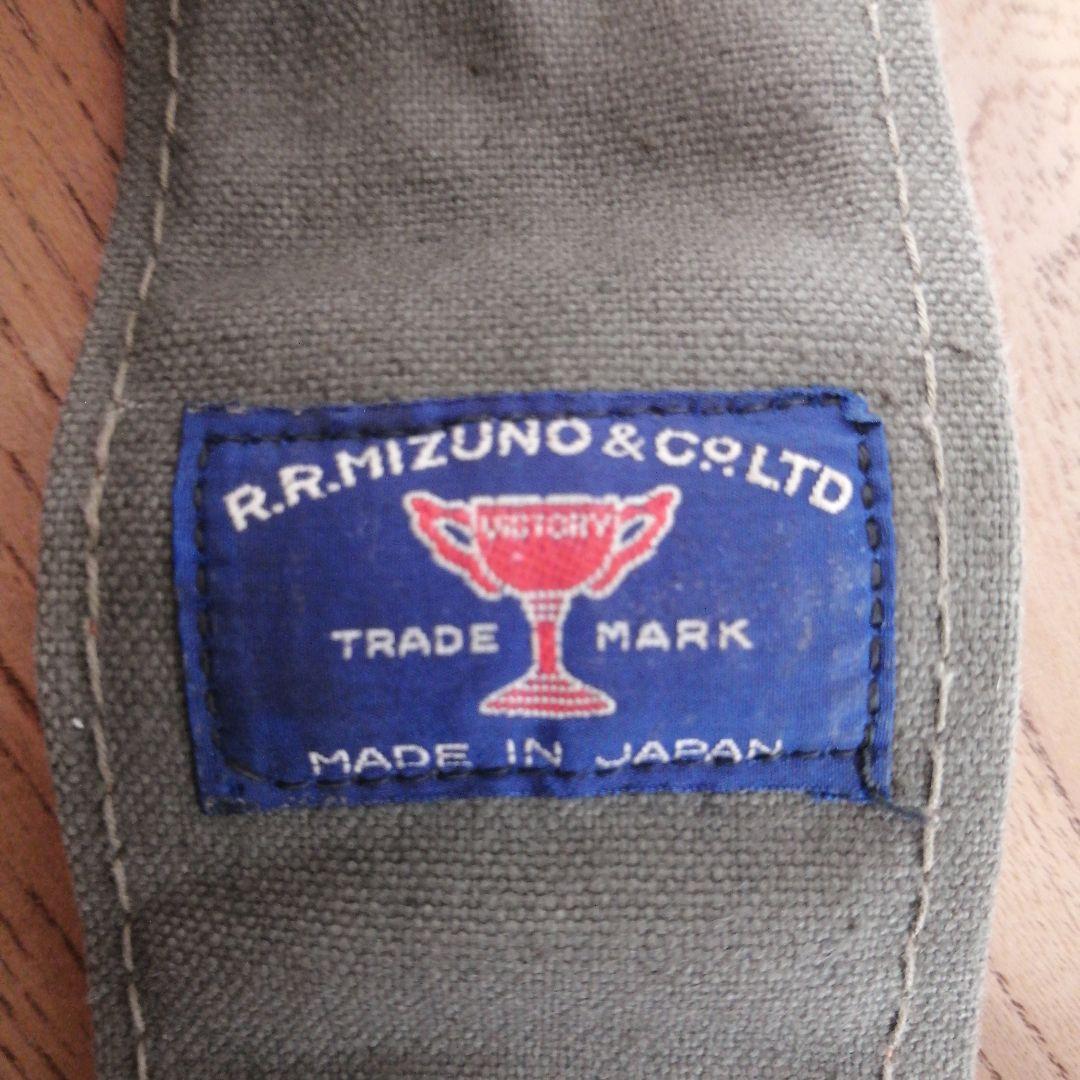 R.R.MIZUNO & Co. LTD
VICTORY
TRADE MARK
MADE IN JAPAN